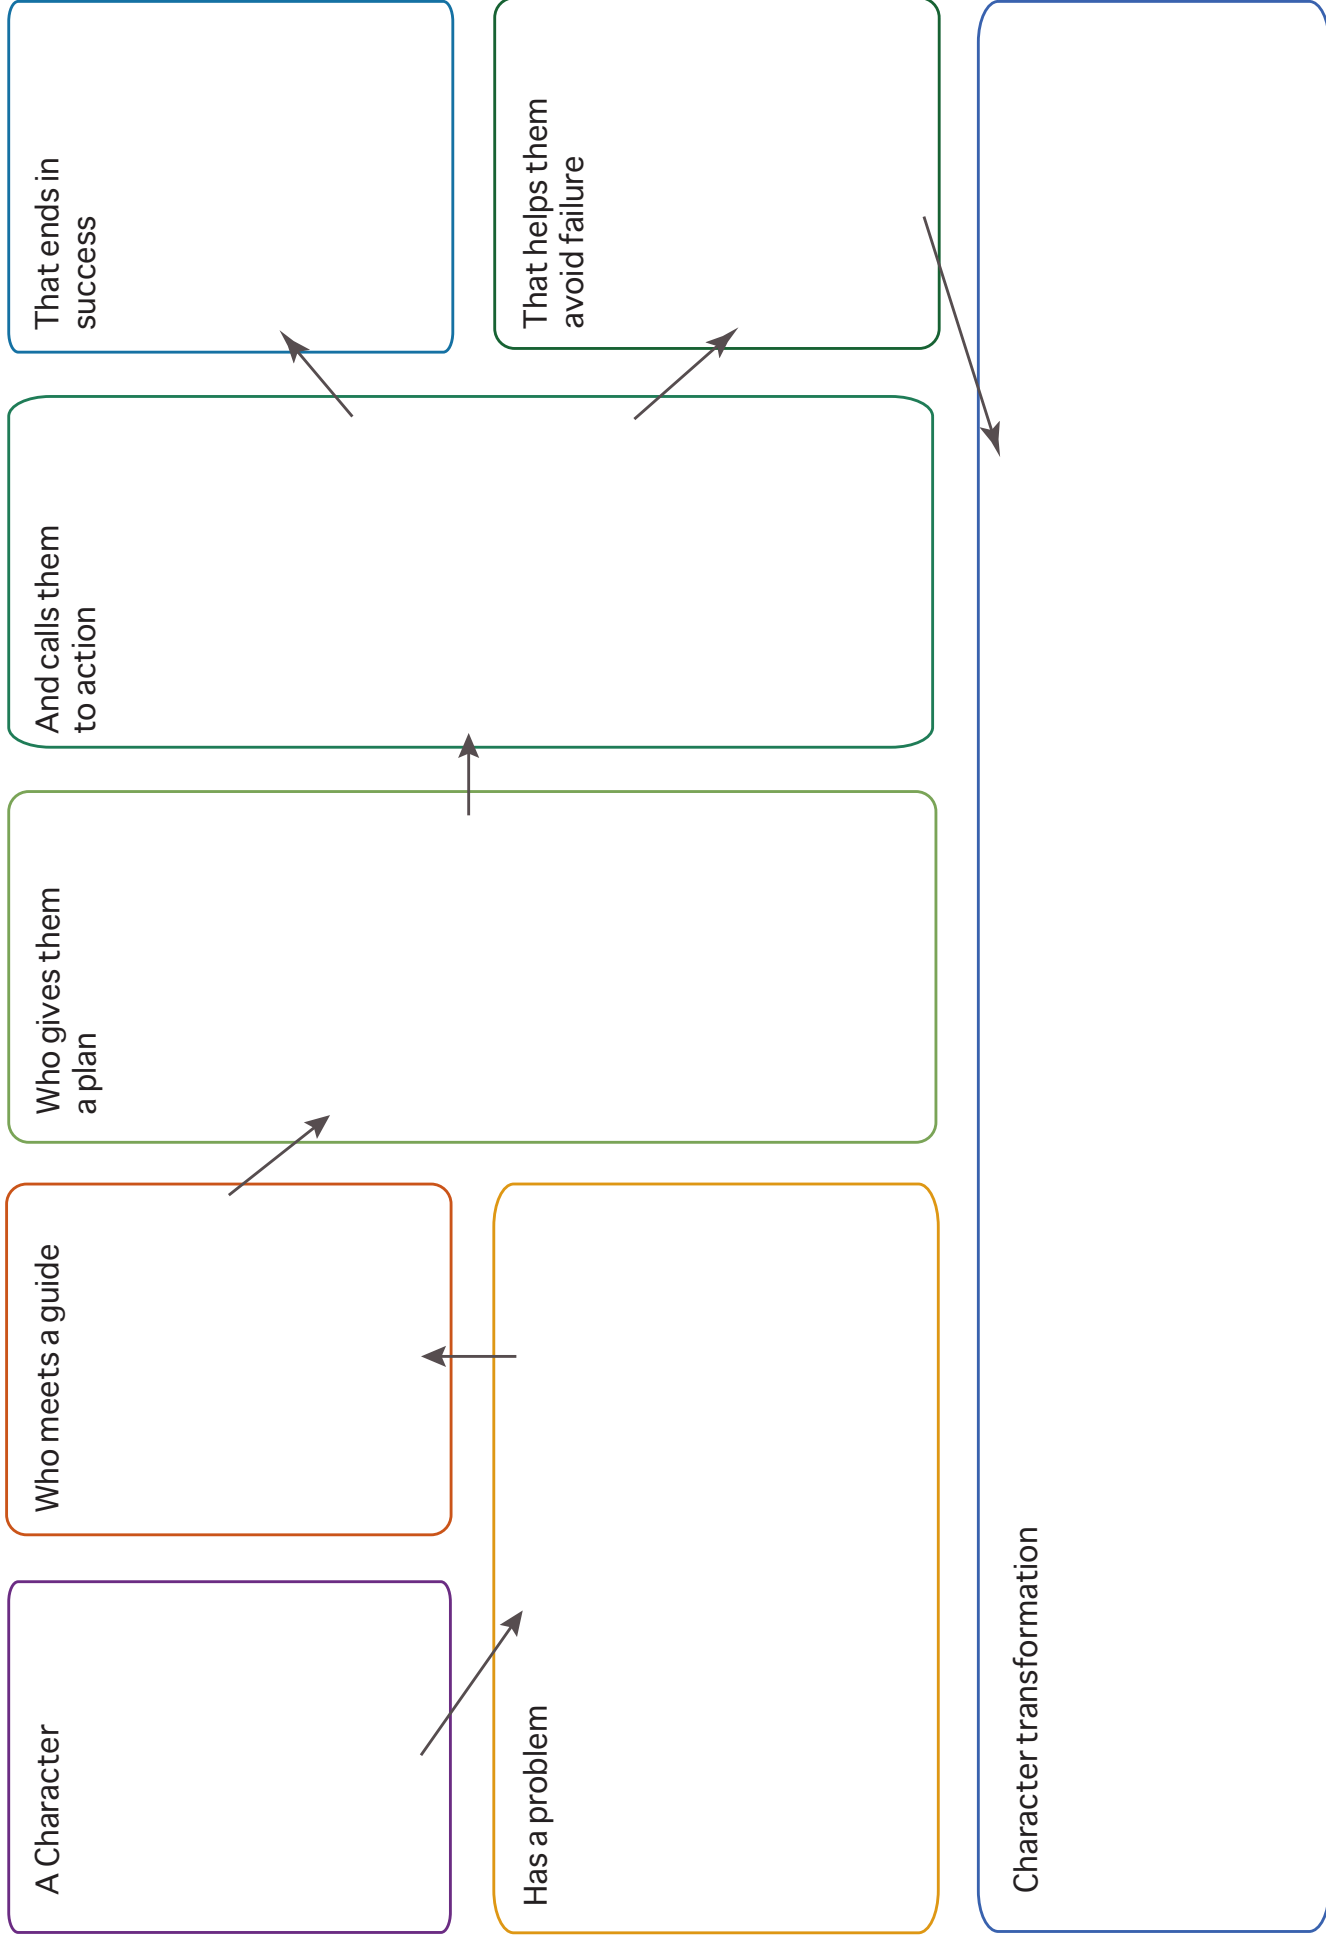 A Character
Has a problem
Who meets a guide
Who gives them
a plan
And calls them
to action
That ends in
success
That helps them
avoid failure
Character transformation